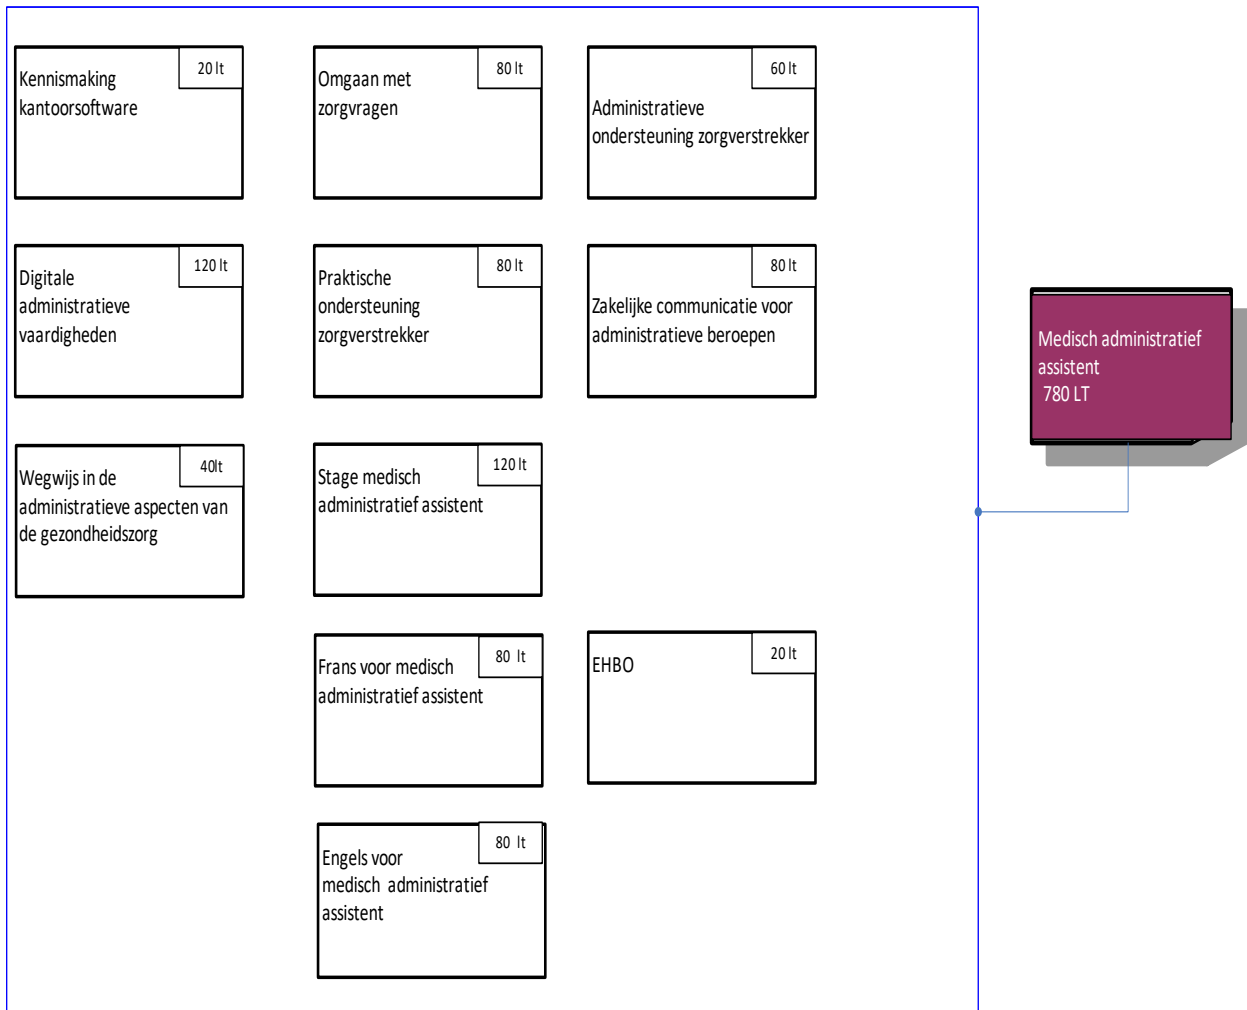 20 lt
Kennismaking
kantoorsoftware
80 lt
Omgaan met
zorgvragen
60 lt
Administratieve
ondersteuning zorgverstrekker
120 lt
Digitale
administratieve
vaardigheden
80 lt
Praktische
ondersteuning
zorgverstrekker
80 lt
Zakelijke communicatie voor
administratieve beroepen
Medisch administratief
assistent
780 LT
40lt
Wegwijs in de
administratieve aspecten van
de gezondheidszorg
120 lt
Stage medisch
administratief assistent
80 lt
Frans voor medisch
administratief assistent
20 lt
EHBO
80 lt
Engels voor
medisch administratief
assistent